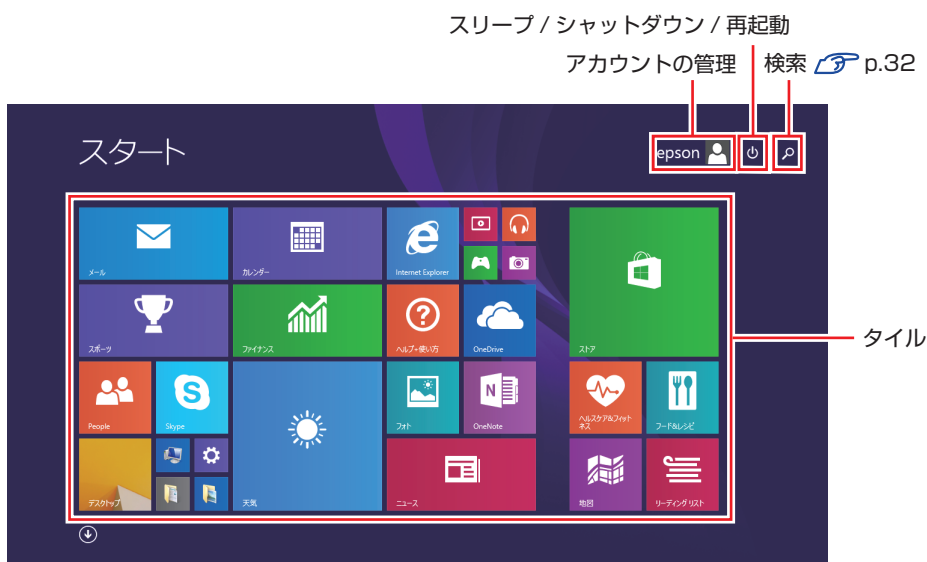 スリープ / シャットダウン / 再起動
アカウントの管理
検索 p.32
スタート
epson
メール
カレンダー
Internet Explorer
スポーツ
ファイナンス
ヘルプ+使い方
OneDrive
ストア
タイル
People
Skype
天気
フォト
OneNote
ヘルスケア&フィットネス
フード&レシピ
デスクトップ
ニュース
地図
リーディング リスト